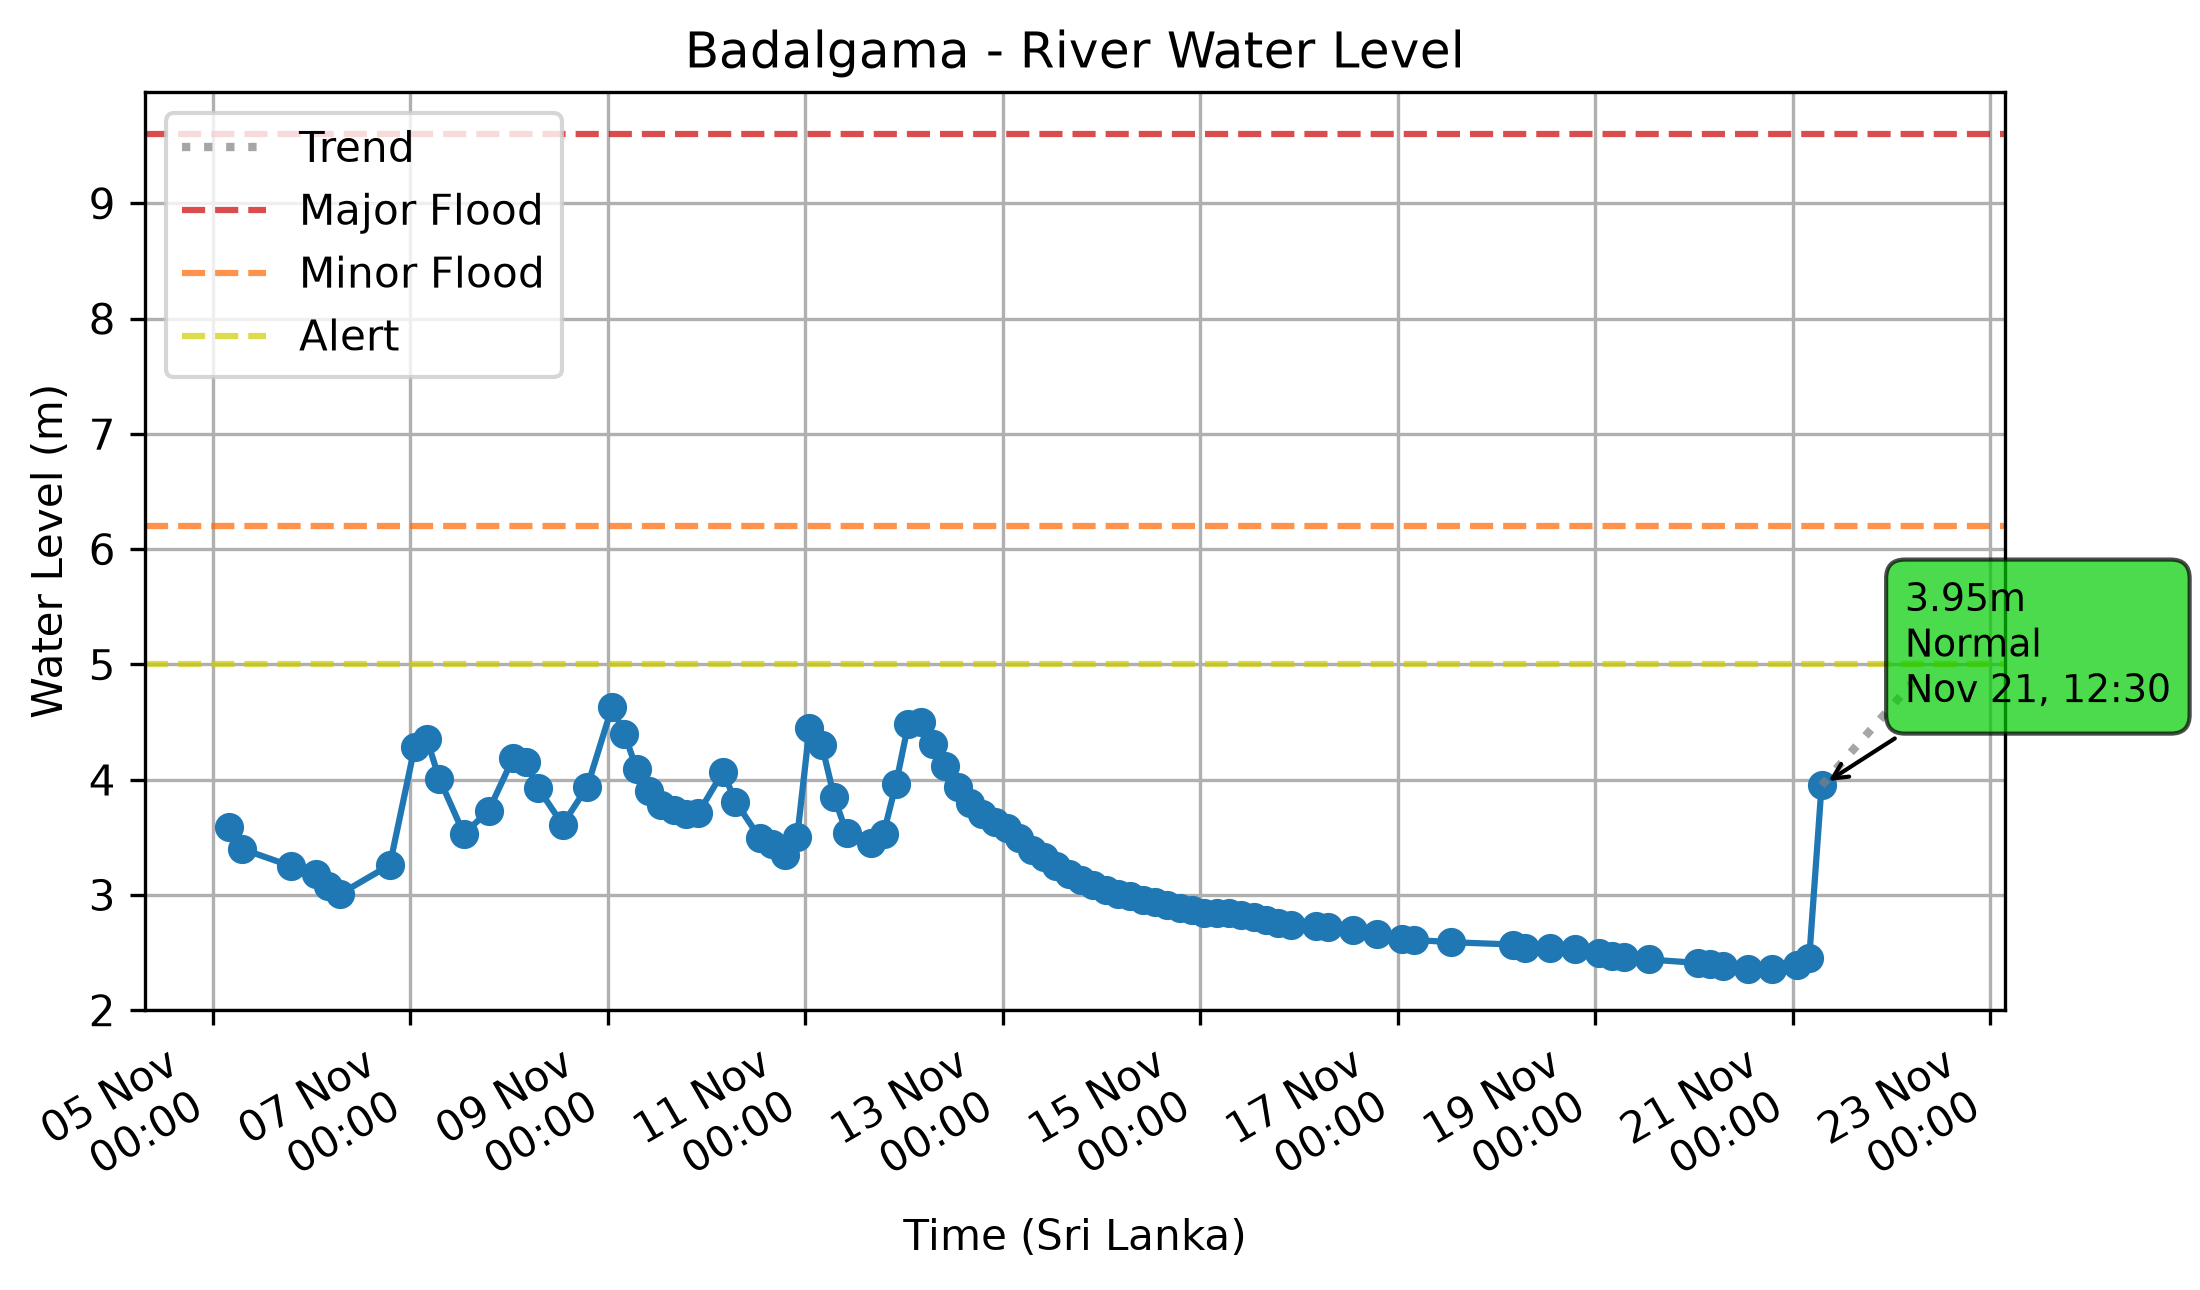 Badalgama - River Water Level
Trend
Major Flood
Minor Flood
Alert
9
8
7
6
5
4
3
2
Water Level (m)
3.95m
Normal
Nov 21, 12:30
05 Nov
00:00
07 Nov
00:00
09 Nov
00:00
11 Nov
00:00
13 Nov
00:00
15 Nov
00:00
17 Nov
00:00
19 Nov
00:00
21 Nov
00:00
23 Nov
00:00
Time (Sri Lanka)